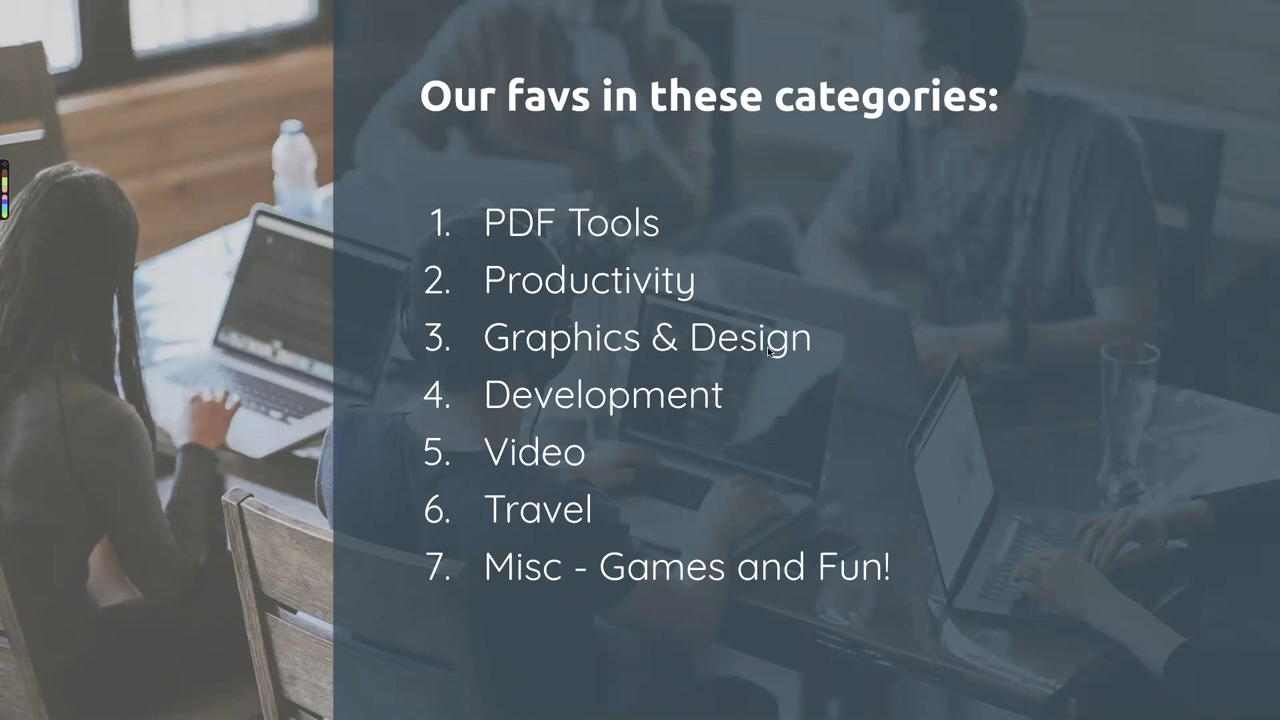 Our favs in these categories:
1. PDF Tools
2. Productivity
3. Graphics & Design
4. Development
5. Video
6. Travel
7. Misc - Games and Fun!